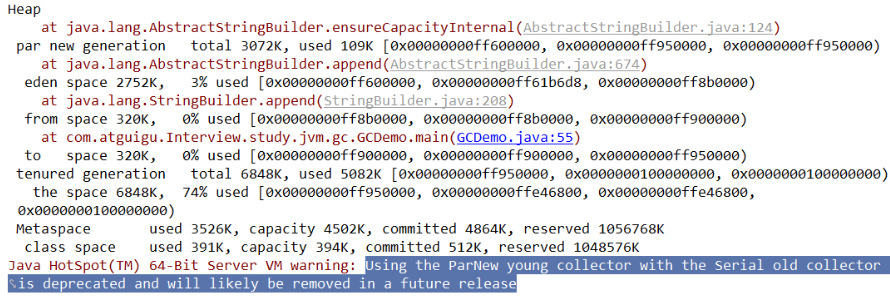 Heap
at java.lang.AbstractStringBuilder.ensureCapacityInternal(AbstractStringBuilder.java:124)
par new generation   total 3072K, used 109K [0x00000000ff600000, 0x00000000ff950000, 0x00000000ff950000)
at java.lang.AbstractStringBuilder.append(AbstractStringBuilder.java:674)
eden space 2752K,   3% used [0x00000000ff600000, 0x00000000ff61b6d8, 0x00000000ff8b0000)
at java.lang.StringBuilder.append(StringBuilder.java:208)
from space 320K,   0% used [0x00000000ff8b0000, 0x00000000ff8b0000, 0x00000000ff900000)
at com.atguigu.Interview.study.jvm.gc.GCDemo.main(GCDemo.java:55)
to   space 320K,   0% used [0x00000000ff900000, 0x00000000ff900000, 0x00000000ff950000)
tenured generation   total 6848K, used 5082K [0x00000000ff950000, 0x0000000100000000, 0x0000000100000000)
the space 6848K,  74% used [0x00000000ff950000, 0x00000000ffe46800, 0x00000000ffe46800,
0x0000000100000000)
Metaspace       used 3526K, capacity 4502K, committed 4864K, reserved 1056768K
class space    used 391K, capacity 394K, committed 512K, reserved 1048576K
Java HotSpot(TM) 64-Bit Server VM warning: Using the ParNew young collector with the Serial old collector
is deprecated and will likely be removed in a future release